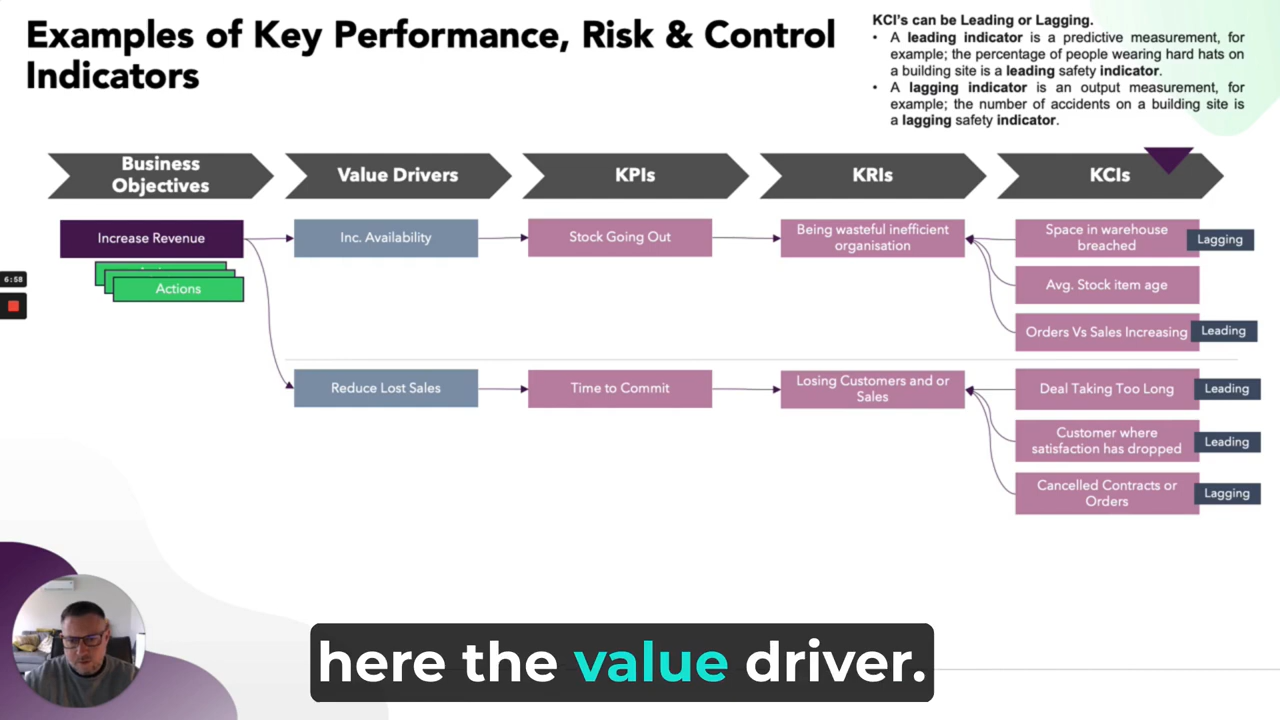 Examples of Key Performance, Risk & Control
Indicators
KCI's can be Leading or Lagging.
• A leading indicator is a predictive measurement, for
example; the percentage of people wearing hard hats on
a building site is a leading safety indicator.
• A lagging indicator is an output measurement, for
example; the number of accidents on a building site is
a lagging safety indicator.
Business
Objectives
Value Drivers
KPIs
KRIs
KCIs
Increase Revenue
Inc. Availability
Stock Going Out
Being wasteful inefficient
organisation
Space in warehouse
breached
Lagging
6:58
Actions
Avg. Stock item age
Orders Vs Sales Increasing
Leading
Reduce Lost Sales
Time to Commit
Losing Customers and or
Sales
Deal Taking Too Long
Leading
Customer where
satisfaction has dropped
Leading
Cancelled Contracts or
Orders
Lagging
here the value driver.